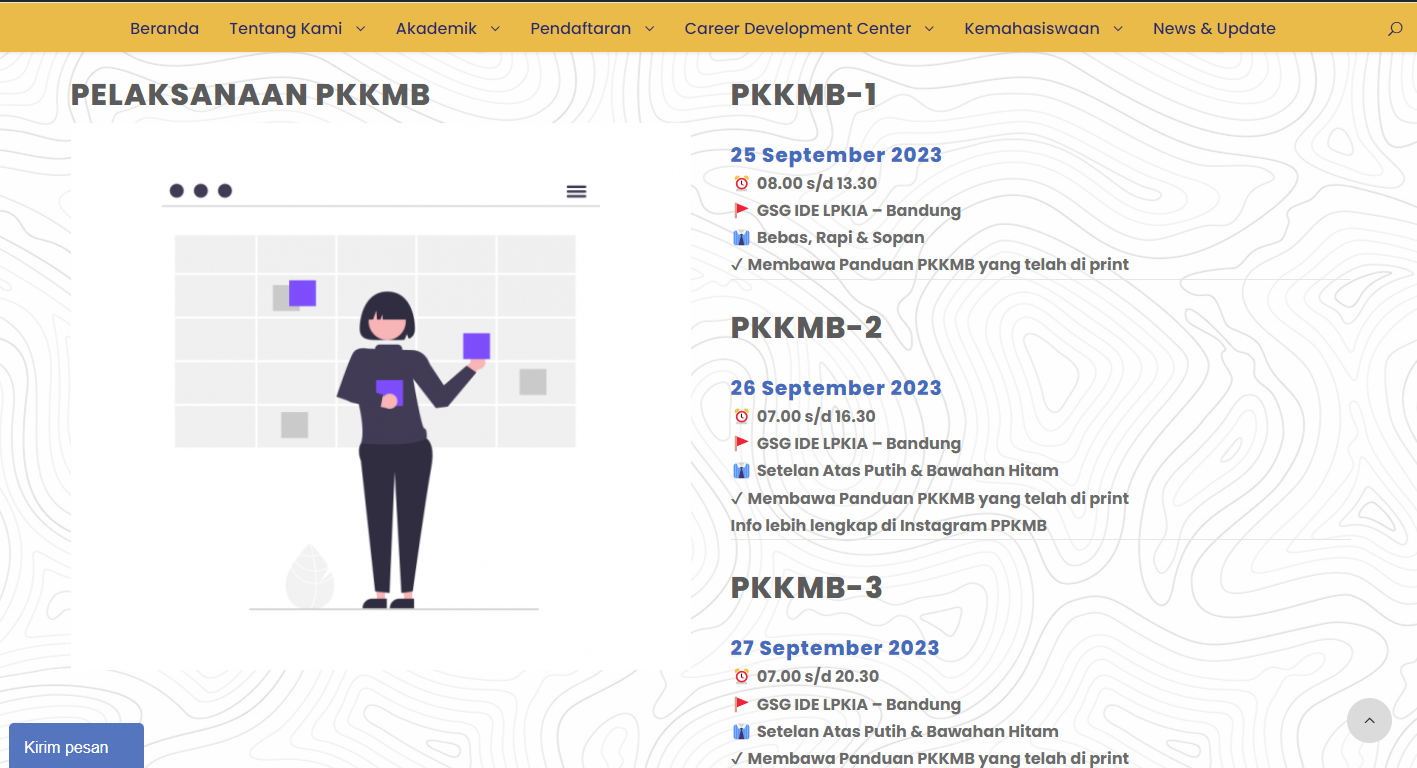 Beranda Tentang Kami Akademik Pendaftaran Career Development Center Kemahasiswaan News & Update
PELAKSANAAN PKKMB
PKKMB-1
25 September 2023
08.00 s/d 13.30
GSG IDE LPKIA – Bandung
Bebas, Rapi & Sopan
✓ Membawa Panduan PKKMB yang telah di print
PKKMB-2
26 September 2023
07.00 s/d 16.30
GSG IDE LPKIA – Bandung
Setelan Atas Putih & Bawahan Hitam
✓ Membawa Panduan PKKMB yang telah di print
Info lebih lengkap di Instagram PPKMB
PKKMB-3
27 September 2023
07.00 s/d 20.30
GSG IDE LPKIA – Bandung
Setelan Atas Putih & Bawahan Hitam
✓ Membawa Panduan PKKMB yang telah di print
Kirim pesan